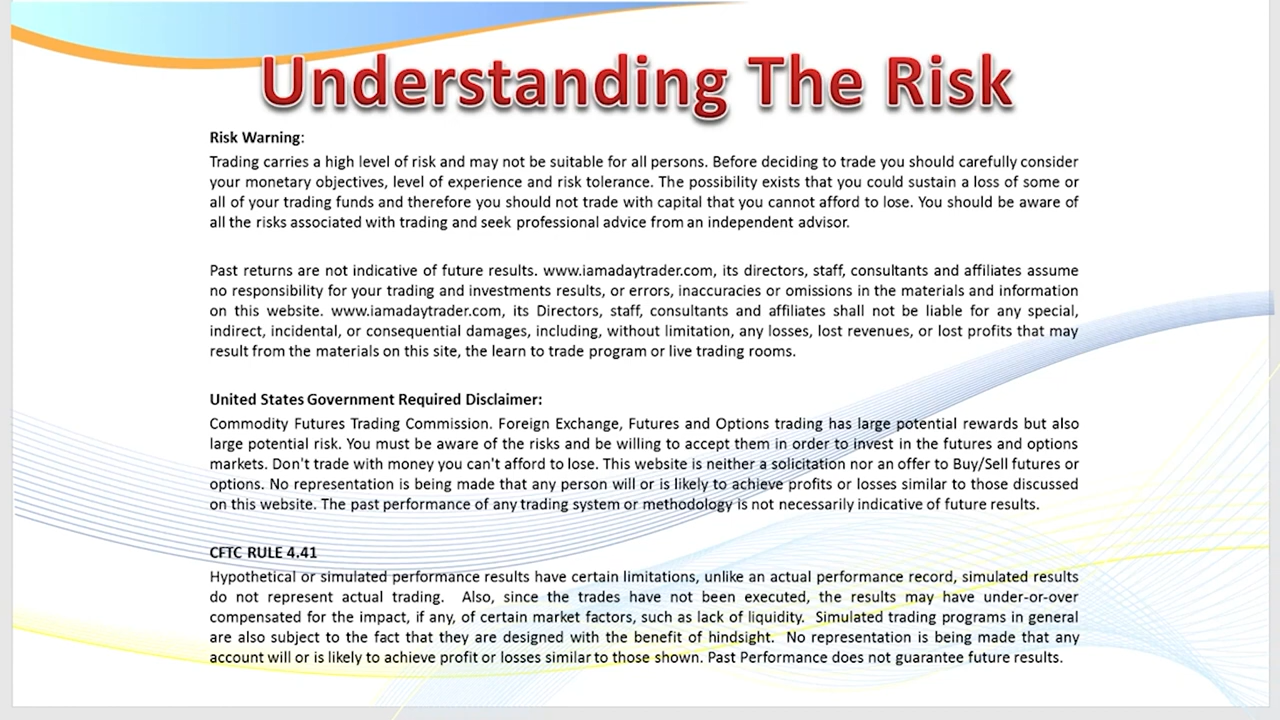 Understanding The Risk
Risk Warning:
Trading carries a high level of risk and may not be suitable for all persons. Before deciding to trade you should carefully consider
your monetary objectives, level of experience and risk tolerance. The possibility exists that you could sustain a loss of some or
all of your trading funds and therefore you should not trade with capital that you cannot afford to lose. You should be aware of
all the risks associated with trading and seek professional advice from an independent advisor.
Past returns are not indicative of future results. www.iamadaytrader.com, its directors, staff, consultants and affiliates assume
no responsibility for your trading and investments results, or errors, inaccuracies or omissions in the materials and information
on this website. www.iamadaytrader.com, its Directors, staff, consultants and affiliates shall not be liable for any special,
indirect, incidental, or consequential damages, including, without limitation, any losses, lost revenues, or lost profits that may
result from the materials on this site, the learn to trade program or live trading rooms.
United States Government Required Disclaimer:
Commodity Futures Trading Commission. Foreign Exchange, Futures and Options trading has large potential rewards but also
large potential risk. You must be aware of the risks and be willing to accept them in order to invest in the futures and options
markets. Don't trade with money you can't afford to lose. This website is neither a solicitation nor an offer to Buy/Sell futures or
options. No representation is being made that any person will or is likely to achieve profits or losses similar to those discussed
on this website. The past performance of any trading system or methodology is not necessarily indicative of future results.
CFTC RULE 4.41
Hypothetical or simulated performance results have certain limitations, unlike an actual performance record, simulated results
do not represent actual trading. Also, since the trades have not been executed, the results may have under-or-over
compensated for the impact, if any, of certain market factors, such as lack of liquidity. Simulated trading programs in general
are also subject to the fact that they are designed with the benefit of hindsight. No representation is being made that any
account will or is likely to achieve profit or losses similar to those shown. Past Performance does not guarantee future results.